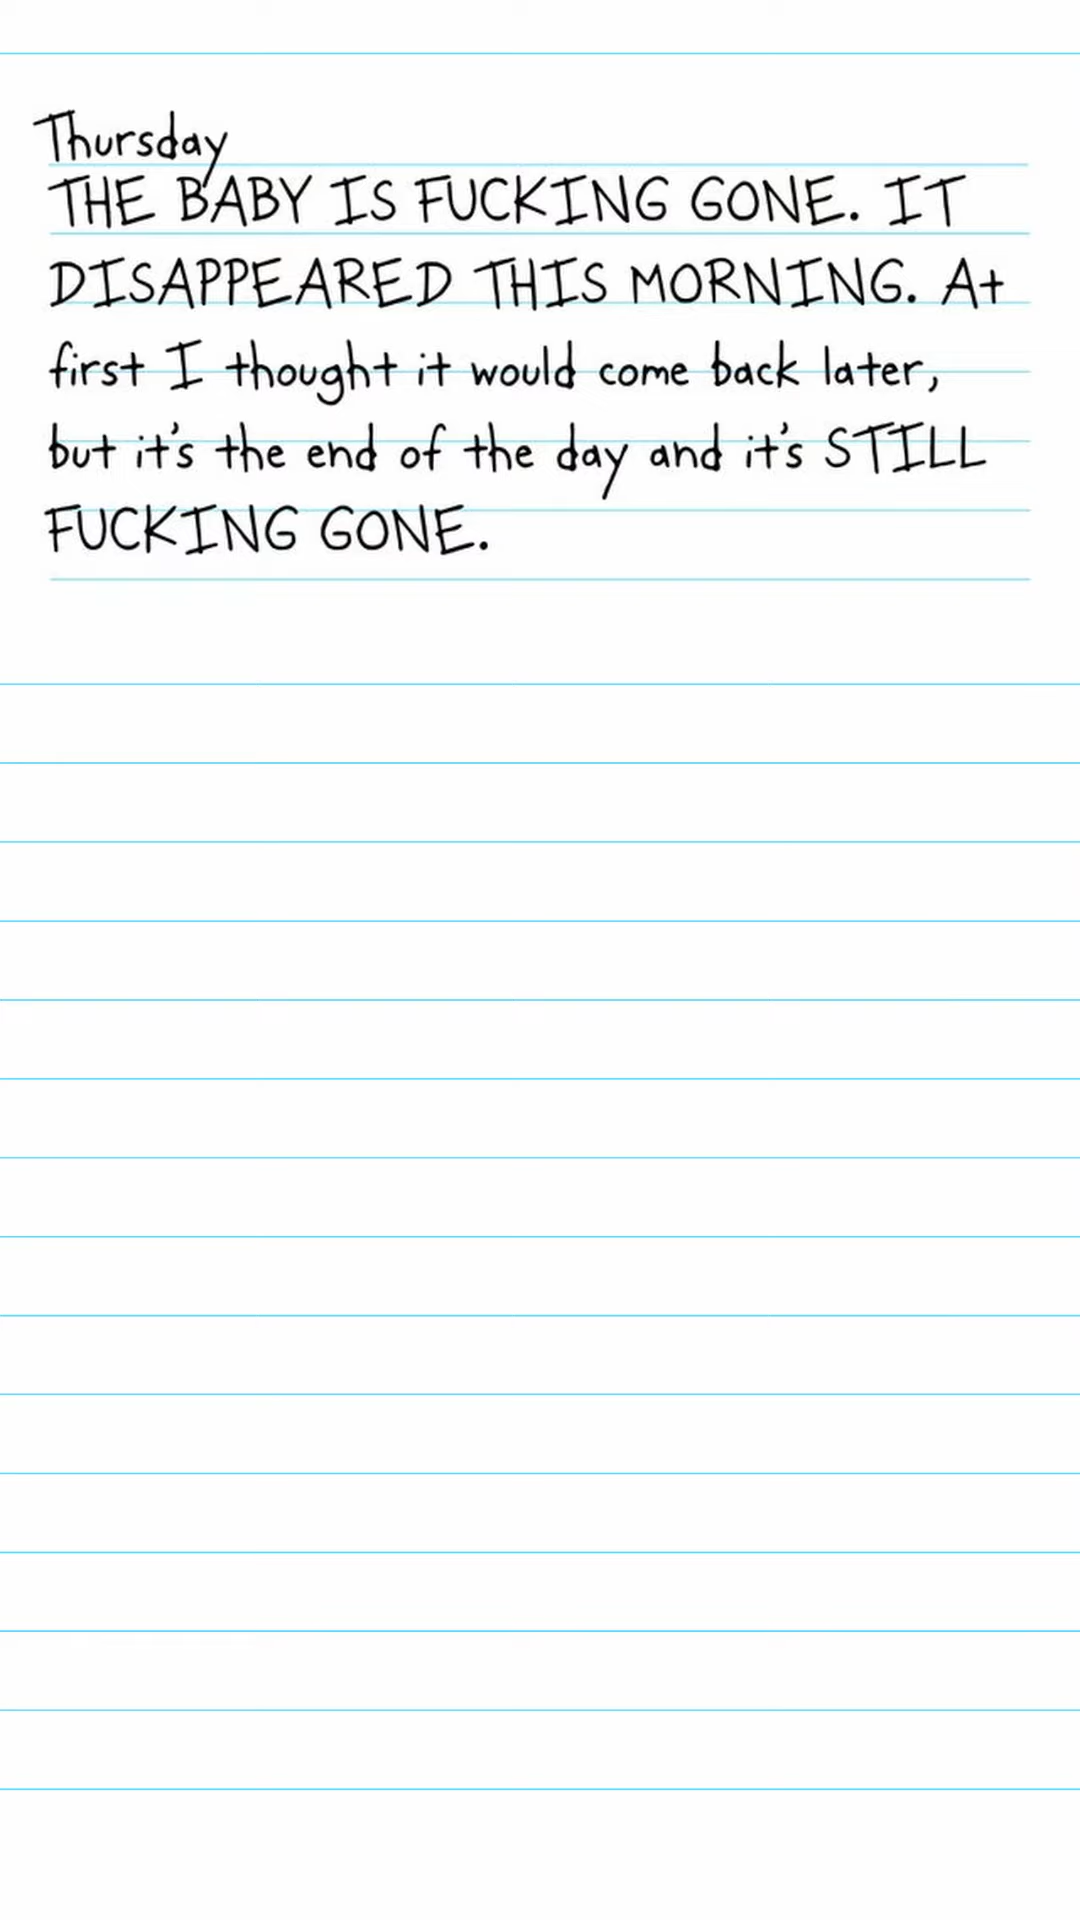 Thursday
THE BABY IS FUCKING GONE. IT
DISAPPEARED THIS MORNING. At
first I thought it would come back later,
but it's the end of the day and it's STILL
FUCKING GONE.